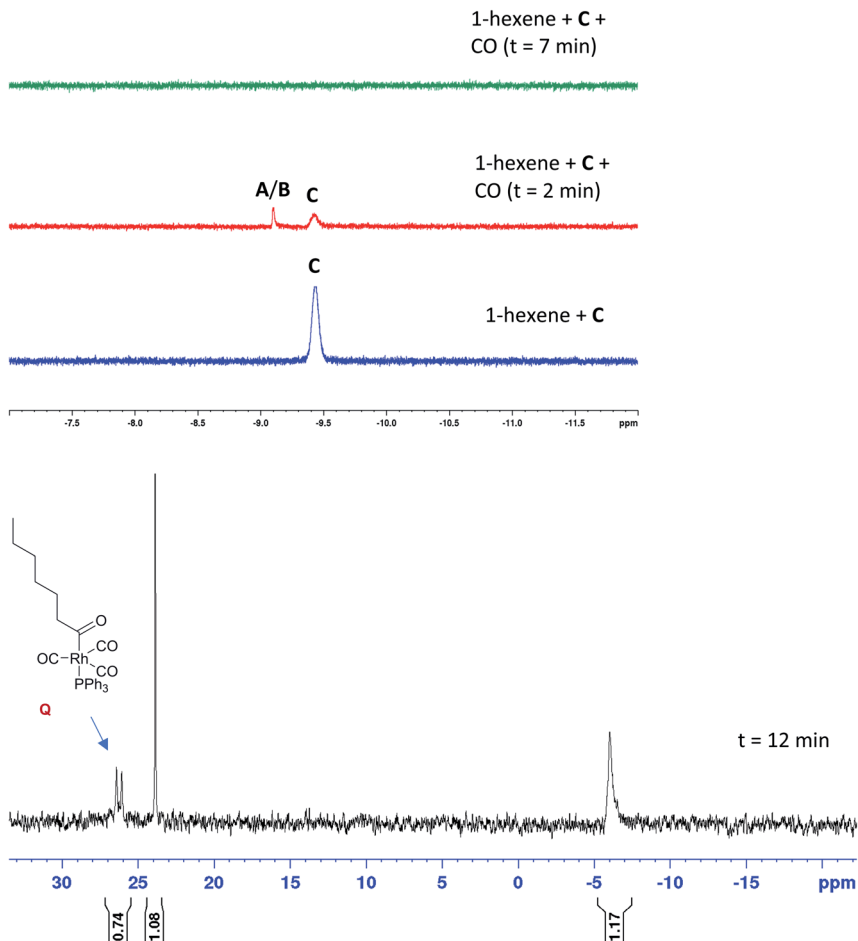 1-hexene + C +
CO (t = 7 min)
1-hexene + C +
CO (t = 2 min)
A/B
C
C
1-hexene + C
-7.5 -8.0 -8.5 -9.0 -9.5 -10.0 -10.5 -11.0 -11.5 ppm
O
CO
OC Rh
CO
PPh3
Q
t = 12 min
30 25 20 15 10 5 0 -5 -10 -15 ppm
0.74 1.08 1.17